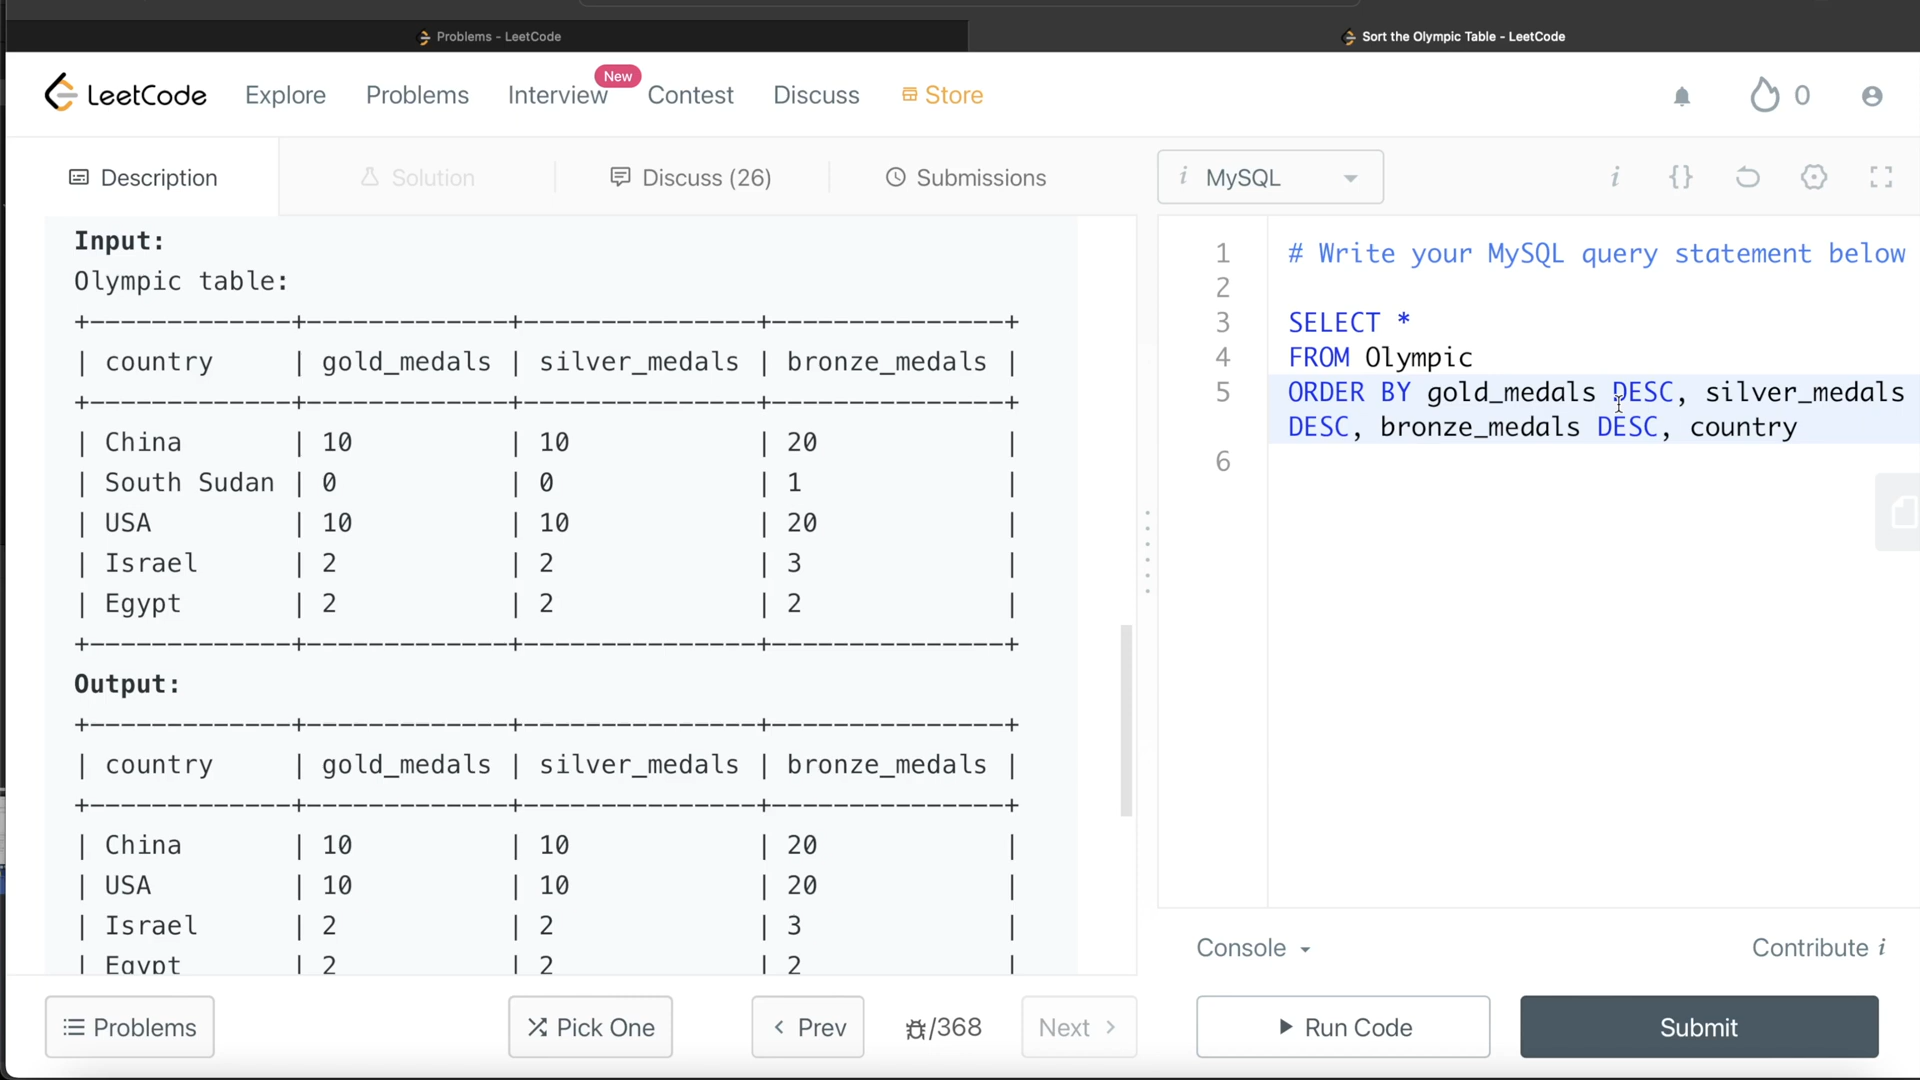 Problems - LeetCode
Sort the Olympic Table - LeetCode
LeetCode Explore Problems Interview New Contest Discuss Store 0
Description Solution Discuss (26) Submissions
Input:
Olympic table:
+-------------+-------------+---------------+---------------+
| country     | gold_medals | silver_medals | bronze_medals |
+-------------+-------------+---------------+---------------+
| China       | 10          | 10            | 20            |
| South Sudan | 0           | 0             | 1             |
| USA         | 10          | 10            | 20            |
| Israel      | 2           | 2             | 3             |
| Egypt       | 2           | 2             | 2             |
+-------------+-------------+---------------+---------------+
Output:
+-------------+-------------+---------------+---------------+
| country     | gold_medals | silver_medals | bronze_medals |
+-------------+-------------+---------------+---------------+
| China       | 10          | 10            | 20            |
| USA         | 10          | 10            | 20            |
| Israel      | 2           | 2             | 3             |
| Egypt       | 2           | 2             | 2             |
Problems Pick One < Prev /368 Next >
i MySQL i {}
1 # Write your MySQL query statement below
2
3 SELECT *
4 FROM Olympic
5 ORDER BY gold_medals DESC, silver_medals
DESC, bronze_medals DESC, country
6
Console Contribute i
Run Code Submit